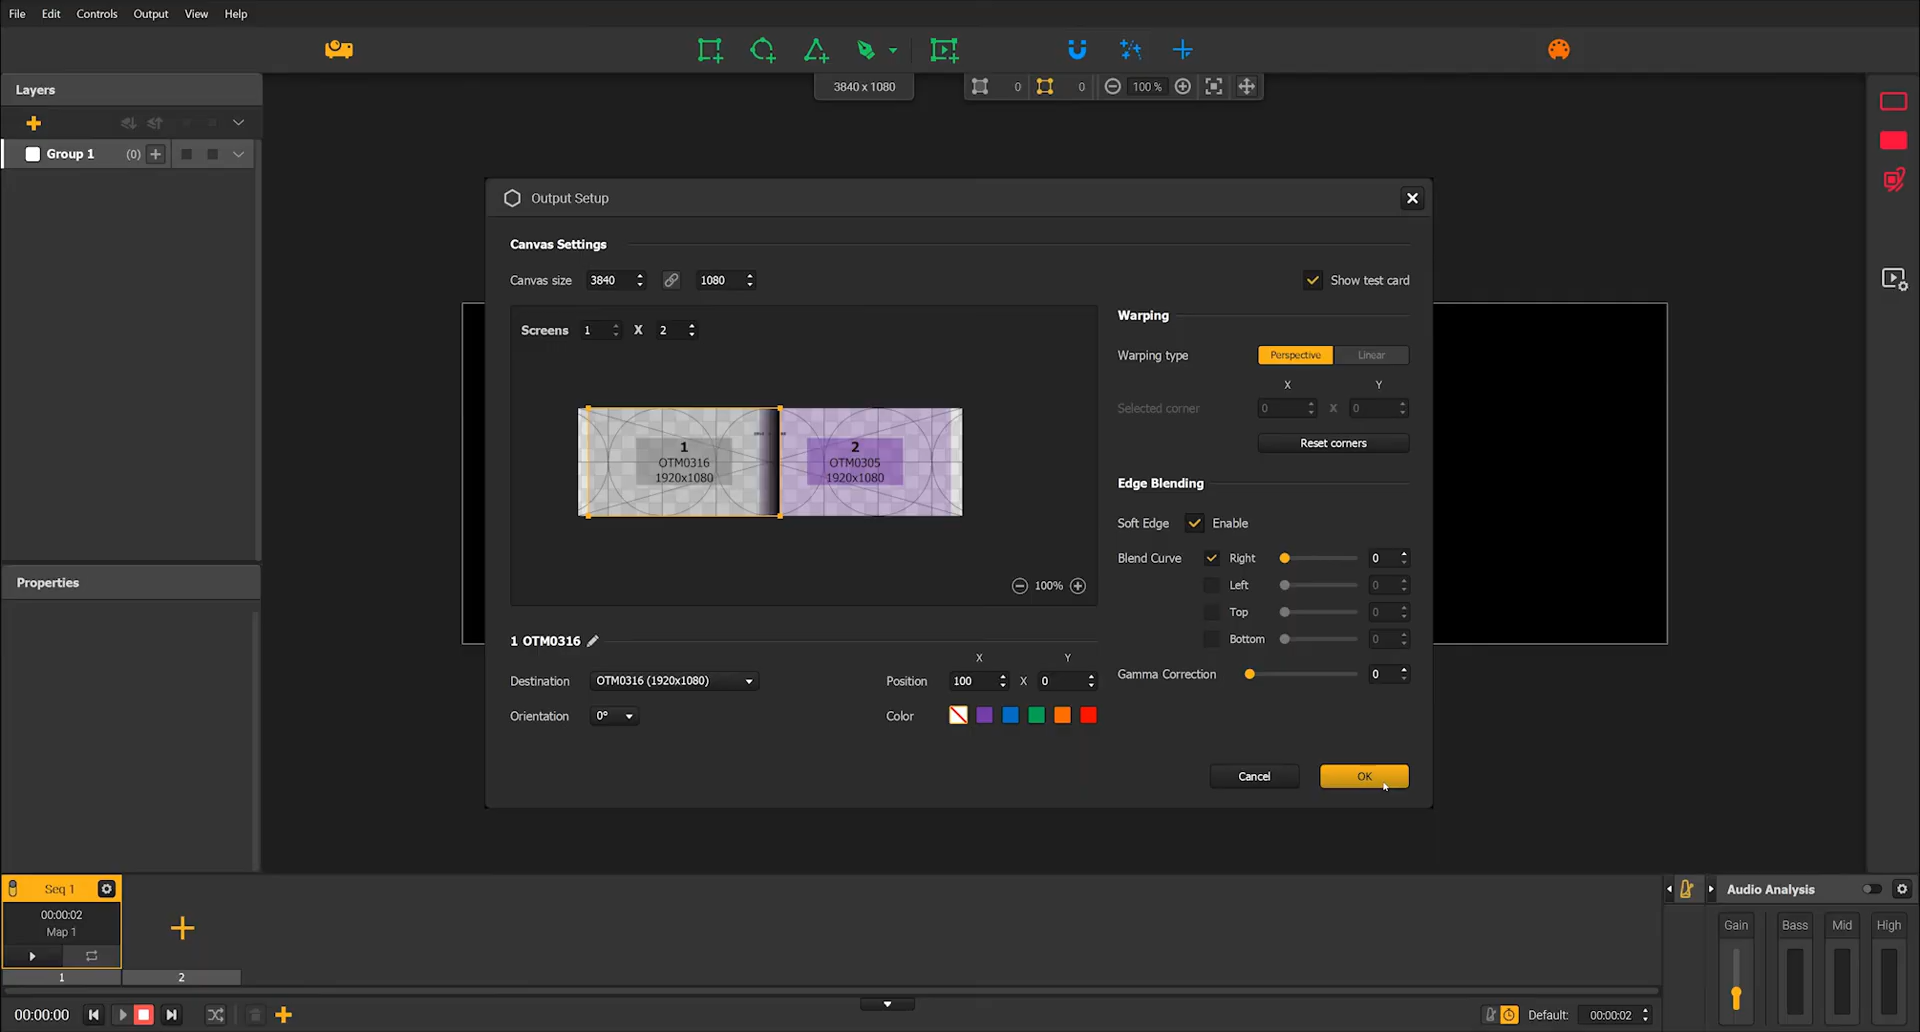 File Edit Controls Output View Help
3840 x 1080
0 0 100 %
Layers
Group 1 (0)
Output Setup
Canvas Settings
Canvas size 3840 1080
Show test card
Screens 1 X 2
1
OTM0316
1920x1080
2
OTM0305
1920x1080
100%
Warping
Warping type Perspective Linear
X Y
Selected corner 0 X 0
Reset corners
Edge Blending
Soft Edge Enable
Blend Curve Right 0
Left 0
Top 0
Bottom 0
Gamma Correction 0
1 OTM0316
X Y
Destination OTM0316 (1920x1080) Position 100 X 0
Orientation 0° Color
Cancel OK
Properties
Seq 1
00:00:02
Map 1
1 2
Audio Analysis
Gain Bass Mid High
00:00:00
Default: 00:00:02